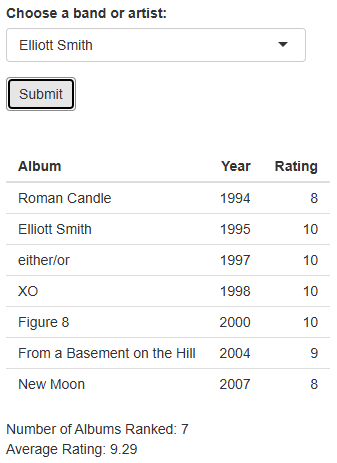 Choose a band or artist:
Elliott Smith
Submit
Album Year Rating
Roman Candle 1994 8
Elliott Smith 1995 10
either/or 1997 10
XO 1998 10
Figure 8 2000 10
From a Basement on the Hill 2004 9
New Moon 2007 8
Number of Albums Ranked: 7
Average Rating: 9.29